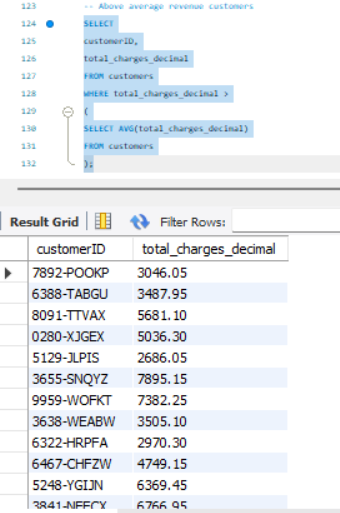 123 -- Above average revenue customers
124 SELECT
125 customerID,
126 total_charges_decimal
127 FROM customers
128 WHERE total_charges_decimal >
129 (
130 SELECT AVG(total_charges_decimal)
131 FROM customers
132 );
Result Grid Filter Rows:
customerID total_charges_decimal
7892-POOKP 3046.05
6388-TABGU 3487.95
8091-TTVAX 5681.10
0280-XJGEX 5036.30
5129-JLPIS 2686.05
3655-SNQYZ 7895.15
9959-WOFKT 7382.25
3638-WEABW 3505.10
6322-HRPFA 2970.30
6467-CHFZW 4749.15
5248-YGIJN 6369.45
3841-NFECX 6766.95